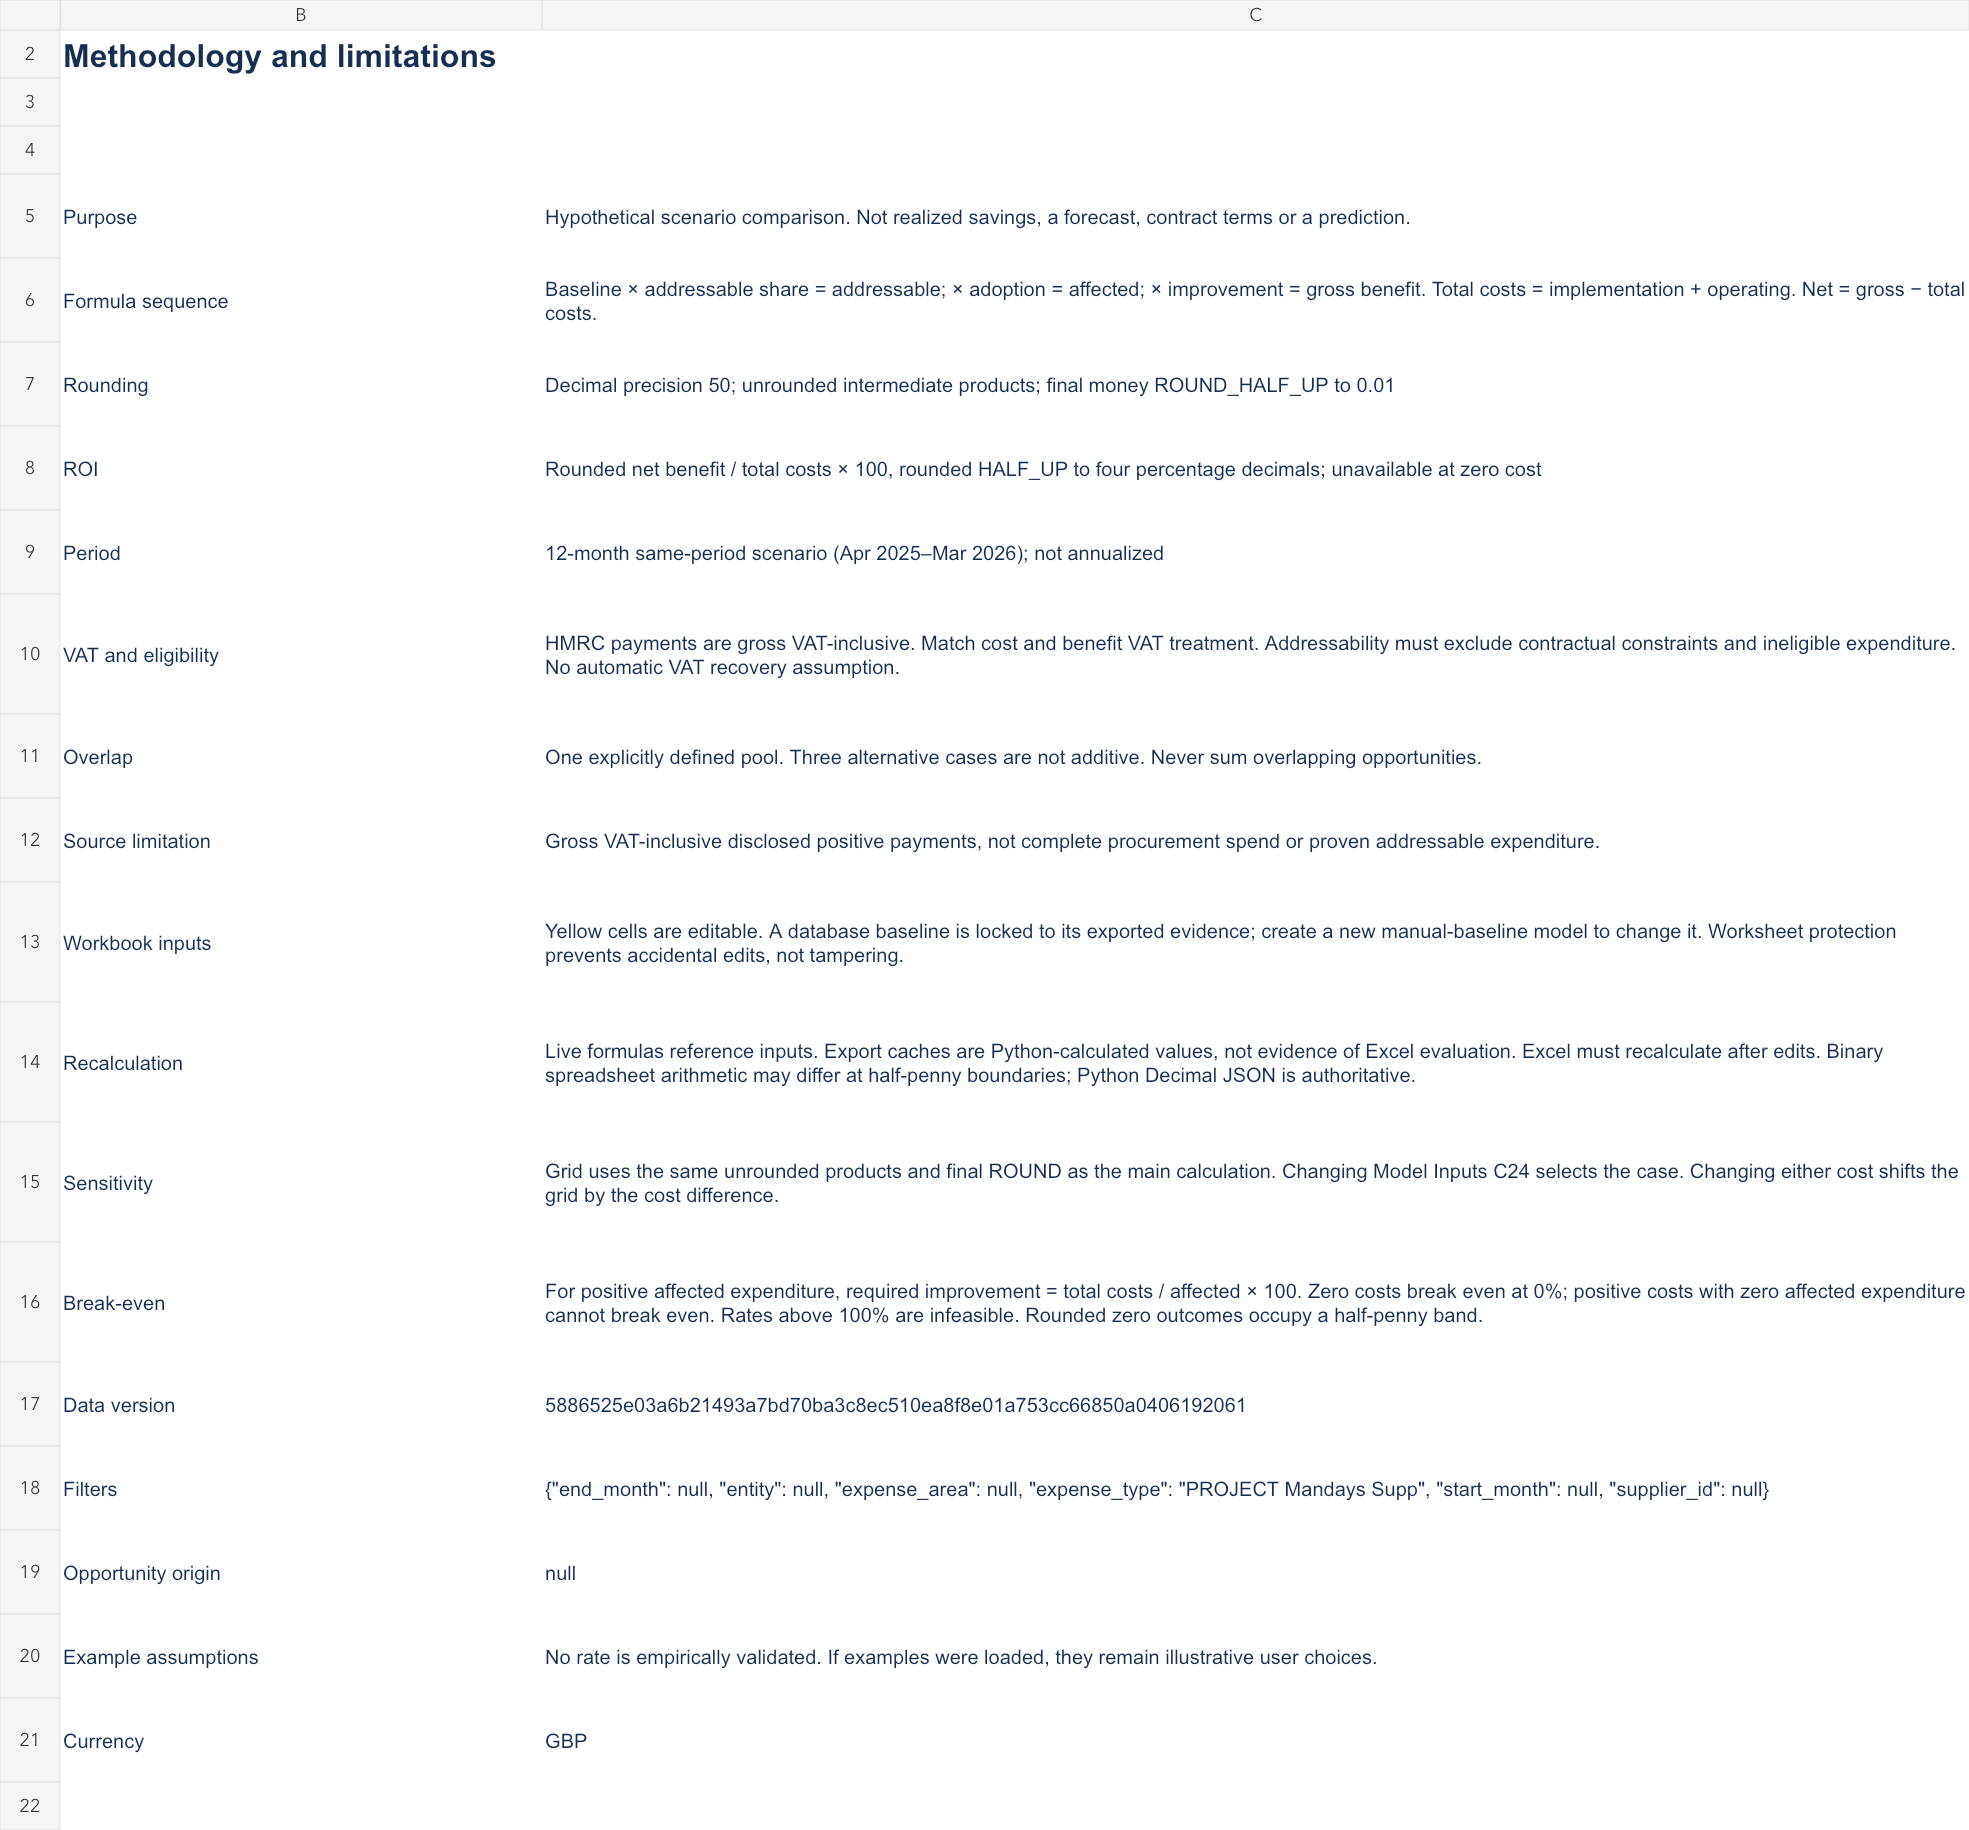 B
C
2
Methodology and limitations
3
4
5
Purpose
Hypothetical scenario comparison. Not realized savings, a forecast, contract terms or a prediction.
6
Formula sequence
Baseline × addressable share = addressable; × adoption = affected; × improvement = gross benefit. Total costs = implementation + operating. Net = gross − total
costs.
7
Rounding
Decimal precision 50; unrounded intermediate products; final money ROUND_HALF_UP to 0.01
8
ROI
Rounded net benefit / total costs × 100, rounded HALF_UP to four percentage decimals; unavailable at zero cost
9
Period
12-month same-period scenario (Apr 2025–Mar 2026); not annualized
10
VAT and eligibility
HMRC payments are gross VAT-inclusive. Match cost and benefit VAT treatment. Addressability must exclude contractual constraints and ineligible expenditure.
No automatic VAT recovery assumption.
11
Overlap
One explicitly defined pool. Three alternative cases are not additive. Never sum overlapping opportunities.
12
Source limitation
Gross VAT-inclusive disclosed positive payments, not complete procurement spend or proven addressable expenditure.
13
Workbook inputs
Yellow cells are editable. A database baseline is locked to its exported evidence; create a new manual-baseline model to change it. Worksheet protection
prevents accidental edits, not tampering.
14
Recalculation
Live formulas reference inputs. Export caches are Python-calculated values, not evidence of Excel evaluation. Excel must recalculate after edits. Binary
spreadsheet arithmetic may differ at half-penny boundaries; Python Decimal JSON is authoritative.
15
Sensitivity
Grid uses the same unrounded products and final ROUND as the main calculation. Changing Model Inputs C24 selects the case. Changing either cost shifts the
grid by the cost difference.
16
Break-even
For positive affected expenditure, required improvement = total costs / affected × 100. Zero costs break even at 0%; positive costs with zero affected expenditure
cannot break even. Rates above 100% are infeasible. Rounded zero outcomes occupy a half-penny band.
17
Data version
5886525e03a6b21493a7bd70ba3c8ec510ea8f8e01a753cc66850a0406192061
18
Filters
{"end_month": null, "entity": null, "expense_area": null, "expense_type": "PROJECT Mandays Supp", "start_month": null, "supplier_id": null}
19
Opportunity origin
null
20
Example assumptions
No rate is empirically validated. If examples were loaded, they remain illustrative user choices.
21
Currency
GBP
22